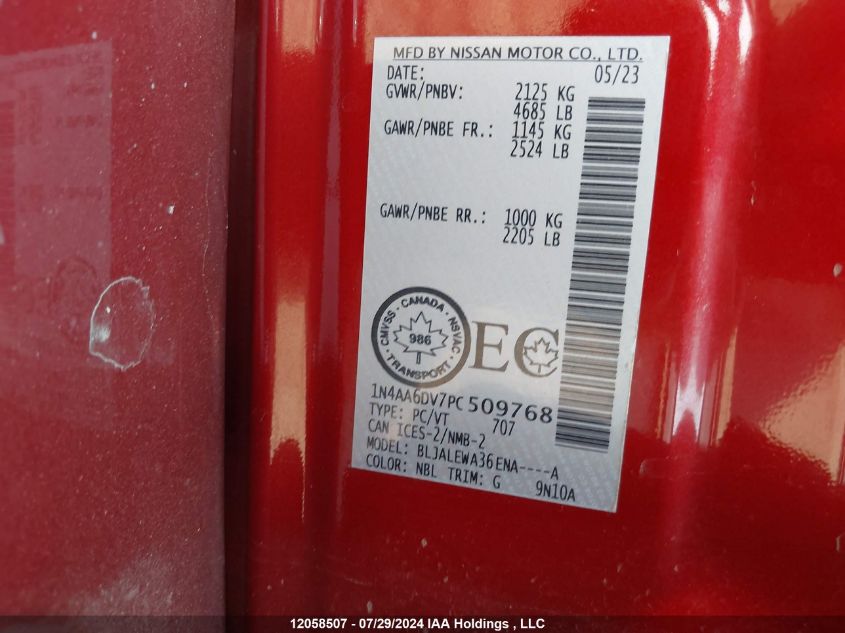 MFD BY NISSAN MOTOR CO., LTD.
DATE: 05/23
GVWR/PNBV: 2125 KG
4685 LB
GAWR/PNBE FR.: 1145 KG
2524 LB
GAWR/PNBE RR.: 1000 KG
2205 LB
CMVSS · CANADA · NSVAC · TRANSPORT ·
986
EC
1N4AA6DV7PC509768
TYPE: PC/VT 707
CAN ICES-2/NMB-2
MODEL: BLJALEWA36ENA----A
COLOR: NBL TRIM: G 9N10A
12058507 - 07/29/2024 IAA Holdings , LLC